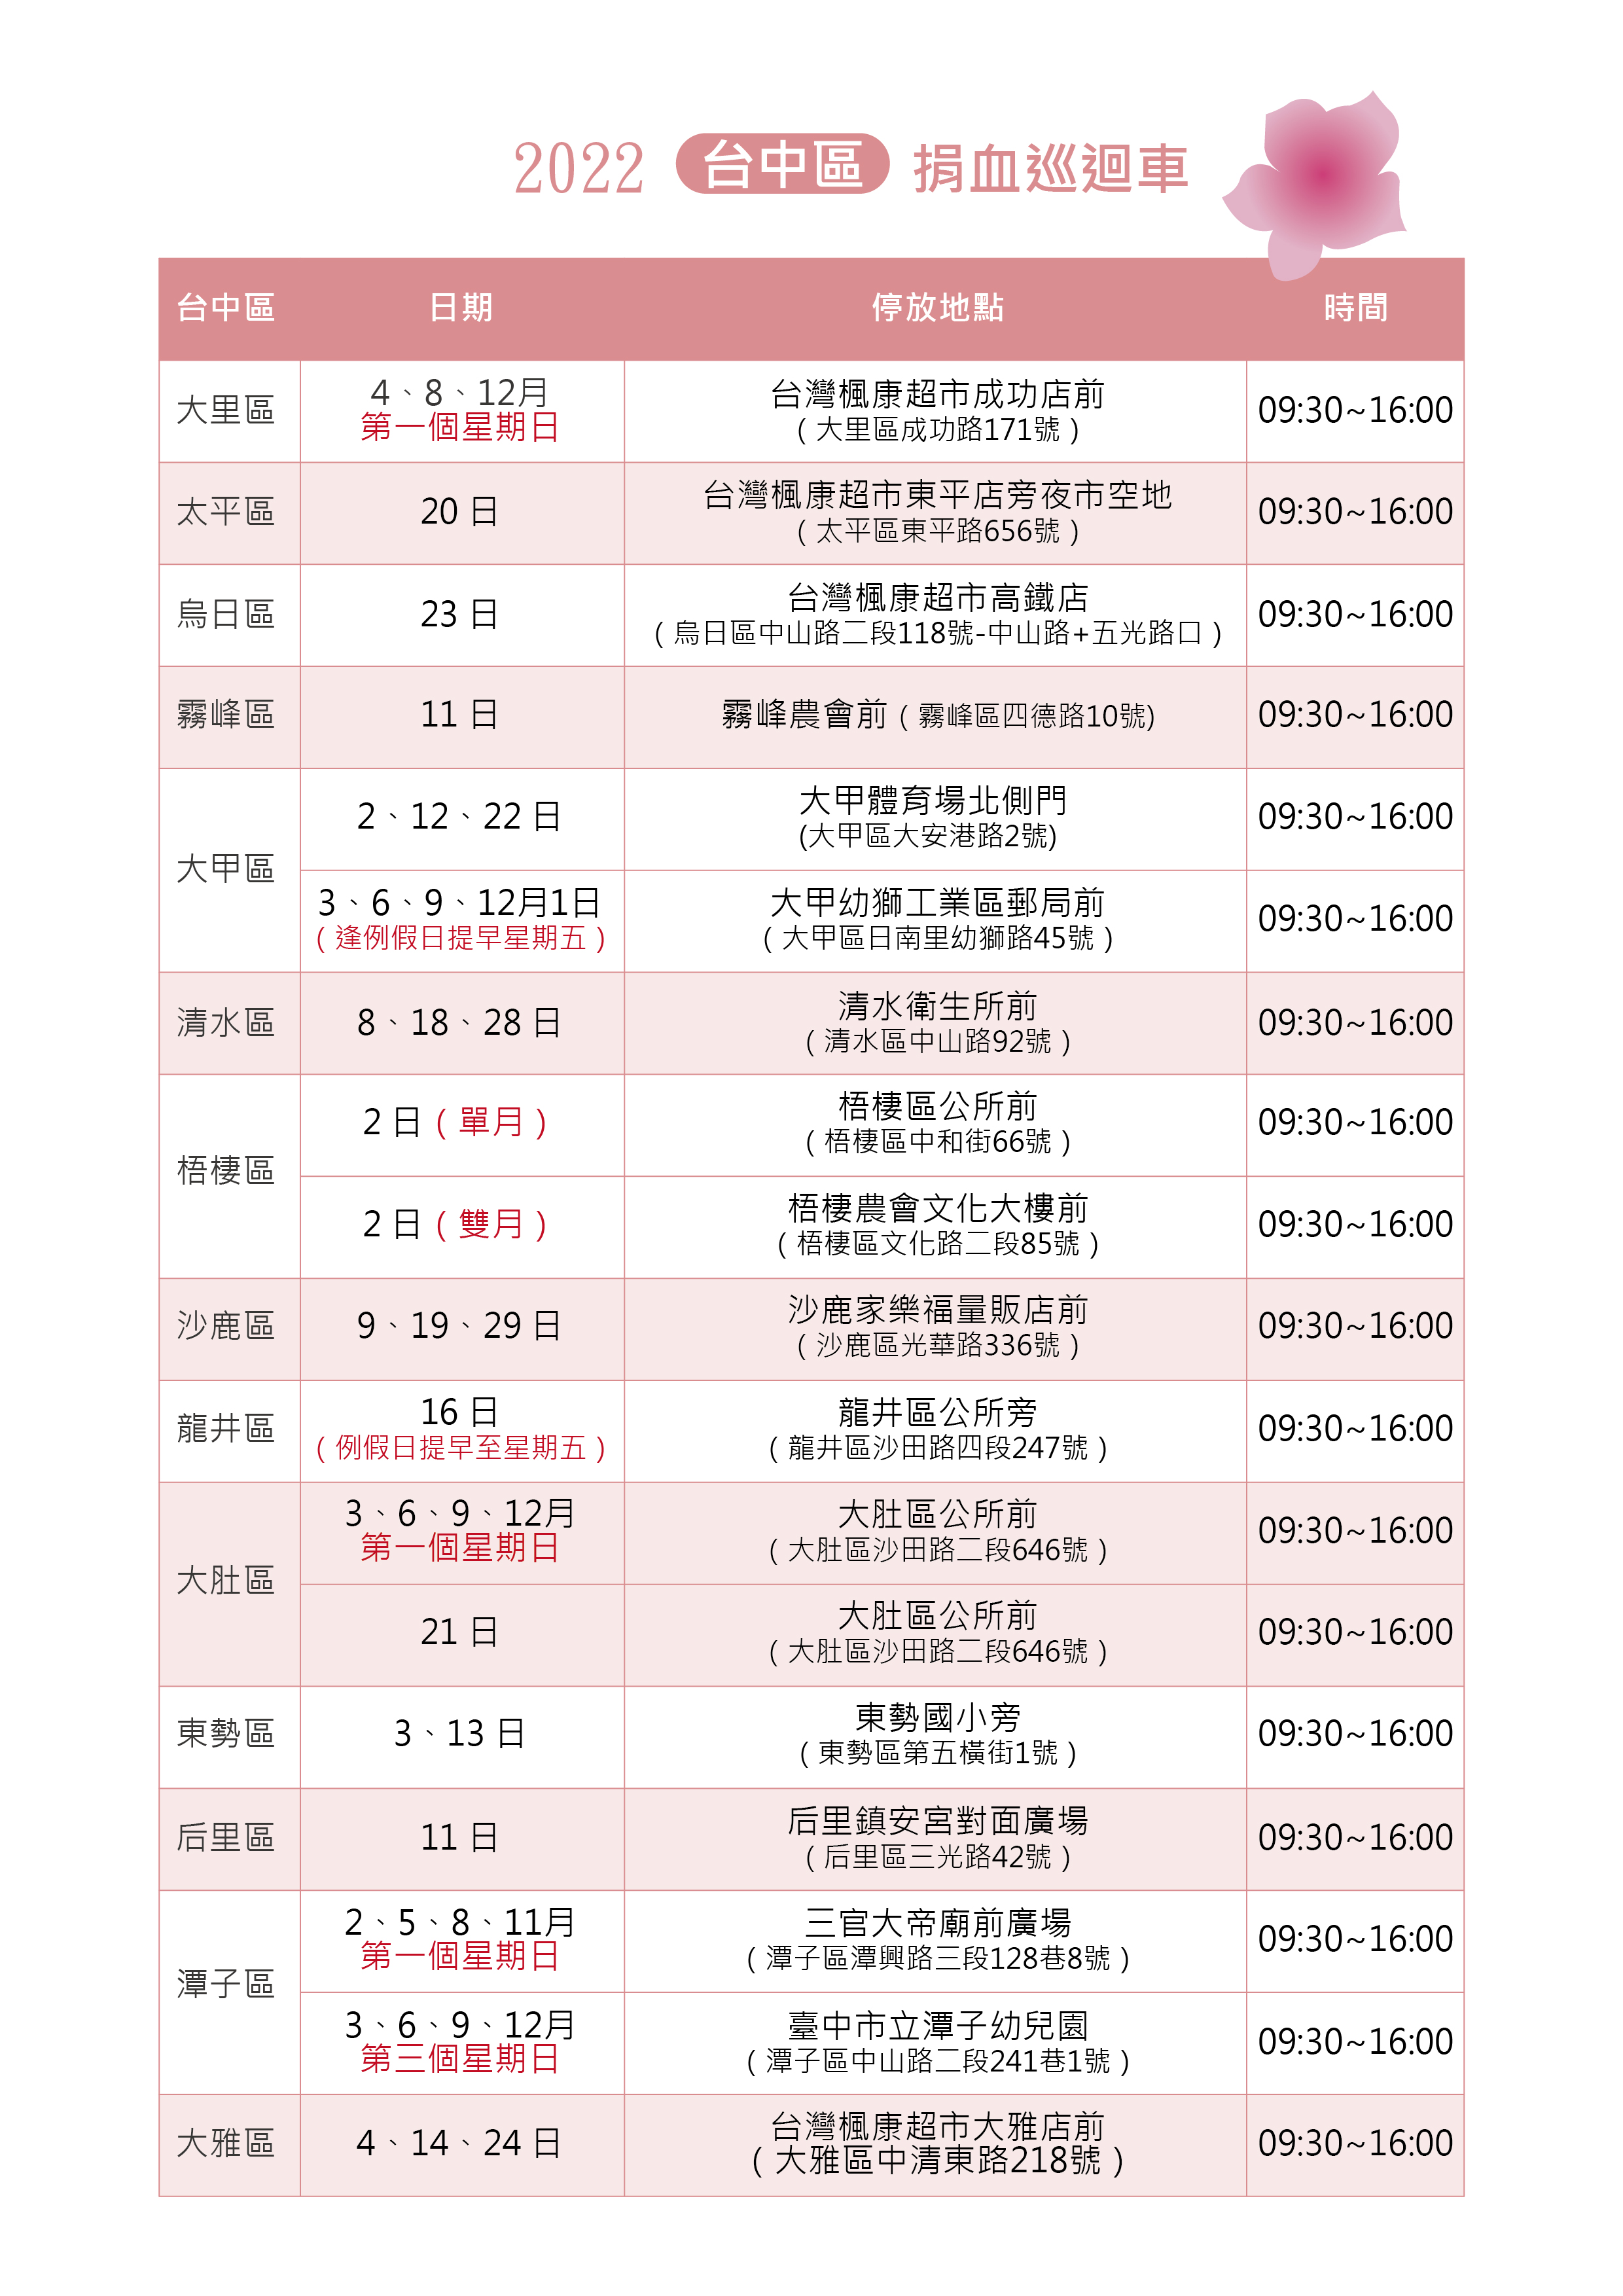 2022 台中區 捐血巡迴車
台中區 日期 停放地點 時間
大里區
4、8、12月
第一個星期日
台灣楓康超市成功店前
（大里區成功路171號）
09:30~16:00
太平區
20 日
台灣楓康超市東平店旁夜市空地
（太平區東平路656號）
09:30~16:00
烏日區
23 日
台灣楓康超市高鐵店
（烏日區中山路二段118號-中山路+五光路口）
09:30~16:00
霧峰區
11 日
霧峰農會前（霧峰區四德路10號)
09:30~16:00
大甲區
2、12、22 日
大甲體育場北側門
(大甲區大安港路2號)
09:30~16:00
3、6、9、12月1日
（逢例假日提早星期五）
大甲幼獅工業區郵局前
（大甲區日南里幼獅路45號）
09:30~16:00
清水區
8、18、28 日
清水衛生所前
（清水區中山路92號）
09:30~16:00
梧棲區
2 日（單月）
梧棲區公所前
（梧棲區中和街66號）
09:30~16:00
2 日（雙月）
梧棲農會文化大樓前
（梧棲區文化路二段85號）
09:30~16:00
沙鹿區
9、19、29 日
沙鹿家樂福量販店前
（沙鹿區光華路336號）
09:30~16:00
龍井區
16 日
（例假日提早至星期五）
龍井區公所旁
（龍井區沙田路四段247號）
09:30~16:00
大肚區
3、6、9、12月
第一個星期日
大肚區公所前
（大肚區沙田路二段646號）
09:30~16:00
21 日
大肚區公所前
（大肚區沙田路二段646號）
09:30~16:00
東勢區
3、13 日
東勢國小旁
（東勢區第五橫街1號）
09:30~16:00
后里區
11 日
后里鎮安宮對面廣場
（后里區三光路42號）
09:30~16:00
潭子區
2、5、8、11月
第一個星期日
三官大帝廟前廣場
（潭子區潭興路三段128巷8號）
09:30~16:00
3、6、9、12月
第三個星期日
臺中市立潭子幼兒園
（潭子區中山路二段241巷1號）
09:30~16:00
大雅區
4、14、24 日
台灣楓康超市大雅店前
（大雅區中清東路218號）
09:30~16:00